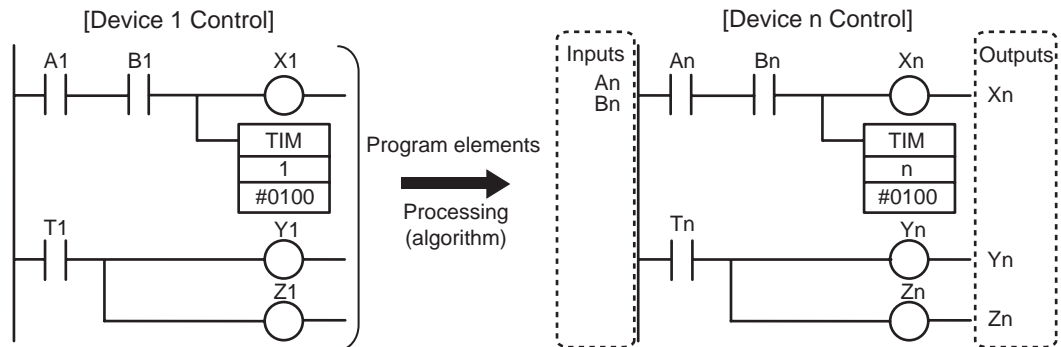 [Device 1 Control]
A1 B1 X1
TIM
1
#0100
T1 Y1
Z1
Program elements
Processing
(algorithm)
[Device n Control]
Inputs
An
Bn
An Bn Xn
TIM
n
#0100
Tn Yn
Zn
Outputs
Xn
Yn
Zn